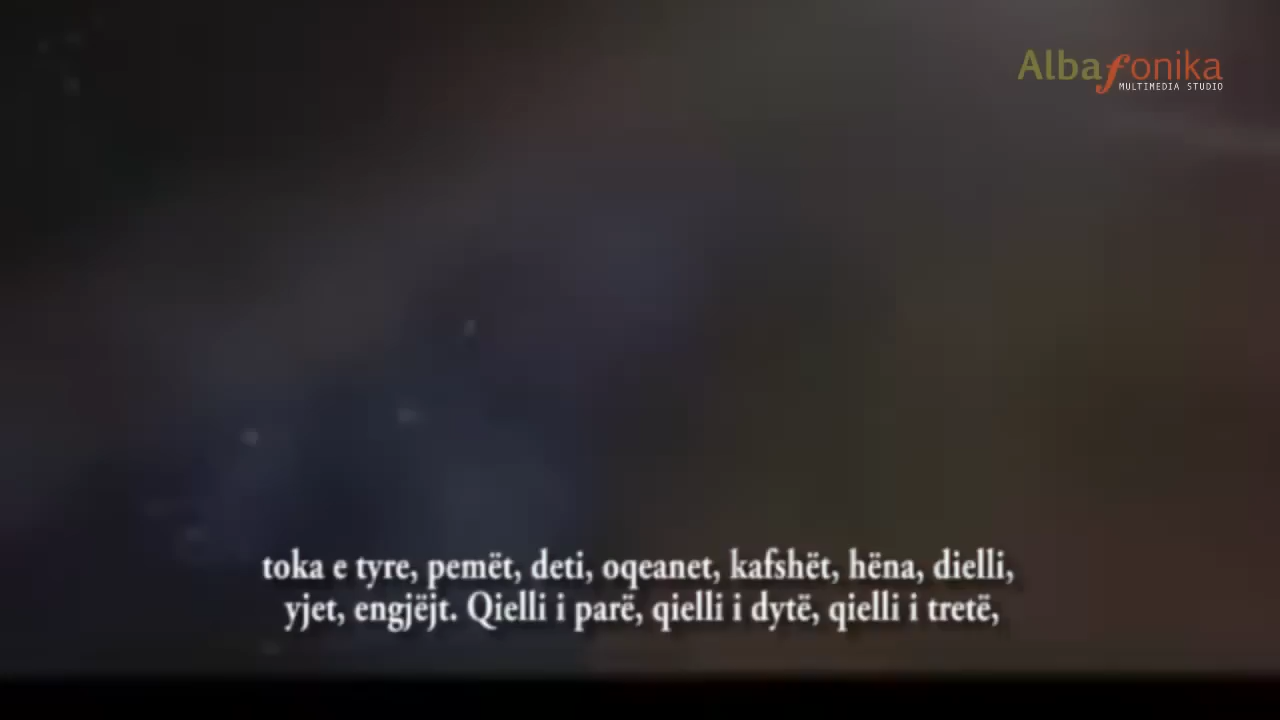 Albafonika
MULTIMEDIA STUDIO
toka e tyre, pemët, deti, oqeanet, kafshët, hëna, dielli,
yjet, engjëjt. Qielli i parë, qielli i dytë, qielli i tretë,